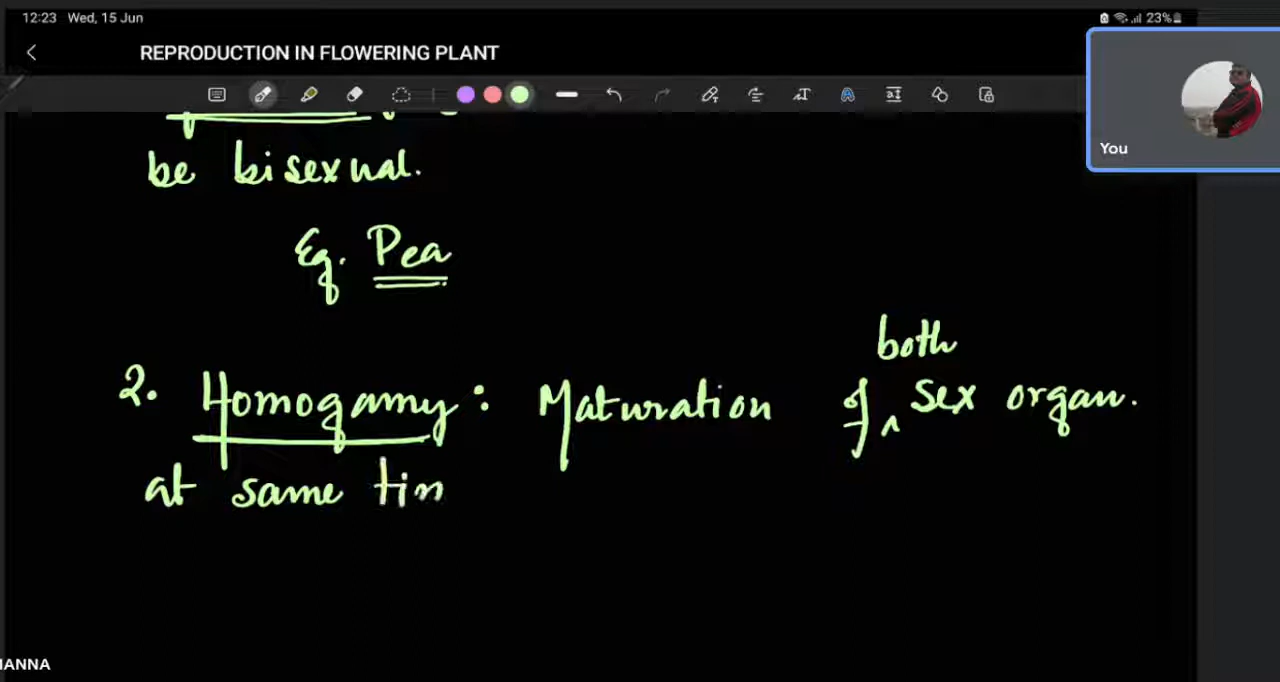 12:23 Wed, 15 Jun
23%
REPRODUCTION IN FLOWERING PLANT
You
be bisexual.
Eg. Pea
both
2. Homogamy: Maturation of ^ sex organ.
at same tim
IANNA